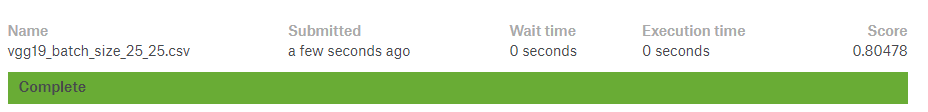 Name Submitted Wait time Execution time Score
vgg19_batch_size_25_25.csv a few seconds ago 0 seconds 0 seconds 0.80478
Complete